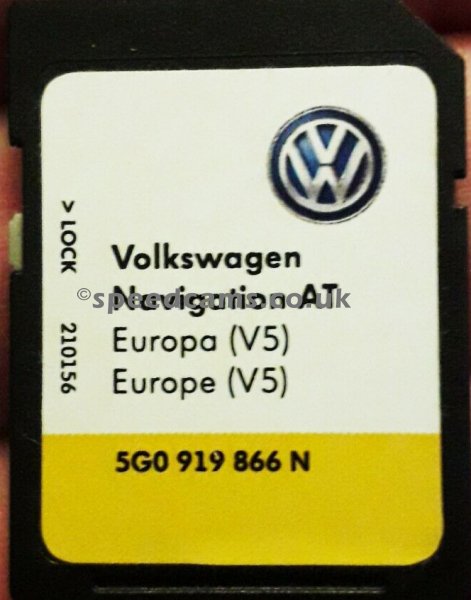 > LOCK 210156
Volkswagen
Navigation AT
©speedcams.co.uk
Europa (V5)
Europe (V5)
5G0 919 866 N